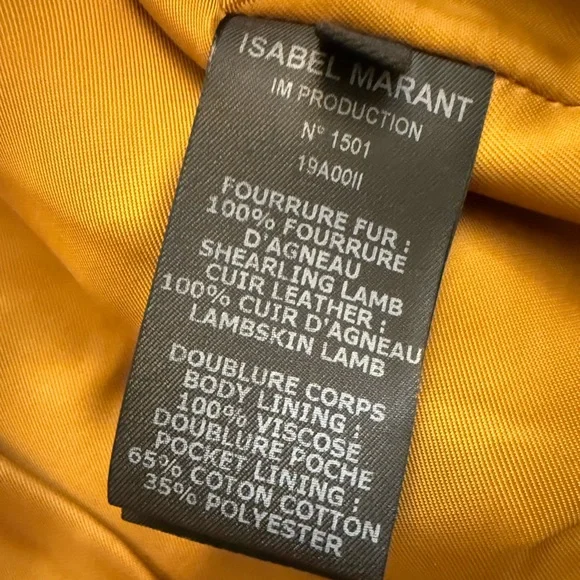 ISABEL MARANT
IM PRODUCTION
N° 1501
19A00II
FOURRURE FUR :
100% FOURRURE
D'AGNEAU
SHEARLING LAMB
CUIR LEATHER :
100% CUIR D'AGNEAU
LAMBSKIN LAMB
DOUBLURE CORPS
BODY LINING :
100% VISCOSE
DOUBLURE POCHE
POCKET LINING :
65% COTON COTTON
35% POLYESTER